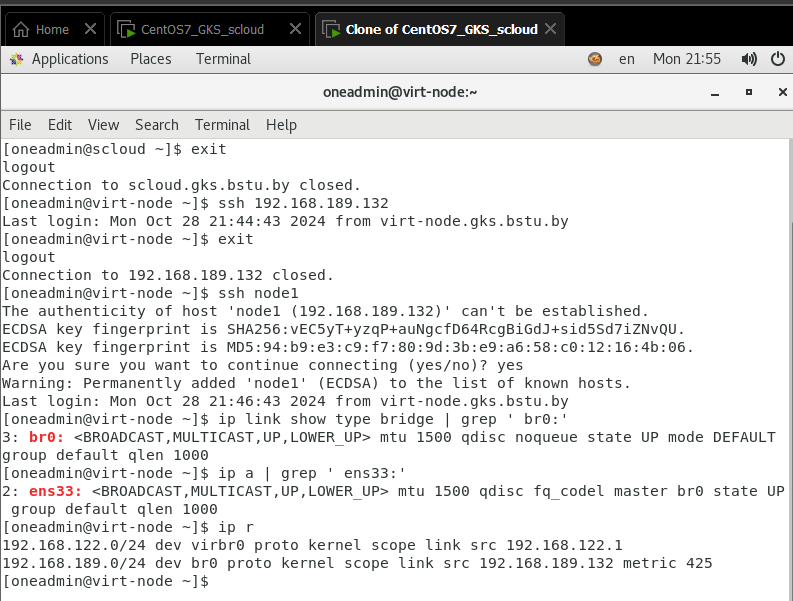 Home
CentOS7_GKS_scloud
Clone of CentOS7_GKS_scloud
Applications Places Terminal en Mon 21:55
oneadmin@virt-node:~
File Edit View Search Terminal Help
[oneadmin@scloud ~]$ exit
logout
Connection to scloud.gks.bstu.by closed.
[oneadmin@virt-node ~]$ ssh 192.168.189.132
Last login: Mon Oct 28 21:44:43 2024 from virt-node.gks.bstu.by
[oneadmin@virt-node ~]$ exit
logout
Connection to 192.168.189.132 closed.
[oneadmin@virt-node ~]$ ssh node1
The authenticity of host 'node1 (192.168.189.132)' can't be established.
ECDSA key fingerprint is SHA256:vEC5yT+yzqP+auNgcfD64RcgBiGdJ+sid5Sd7iZNvQU.
ECDSA key fingerprint is MD5:94:b9:e3:c9:f7:80:9d:3b:e9:a6:58:c0:12:16:4b:06.
Are you sure you want to continue connecting (yes/no)? yes
Warning: Permanently added 'node1' (ECDSA) to the list of known hosts.
Last login: Mon Oct 28 21:46:43 2024 from virt-node.gks.bstu.by
[oneadmin@virt-node ~]$ ip link show type bridge | grep ' br0:'
3: br0: <BROADCAST,MULTICAST,UP,LOWER_UP> mtu 1500 qdisc noqueue state UP mode DEFAULT
group default qlen 1000
[oneadmin@virt-node ~]$ ip a | grep ' ens33:'
2: ens33: <BROADCAST,MULTICAST,UP,LOWER_UP> mtu 1500 qdisc fq_codel master br0 state UP
group default qlen 1000
[oneadmin@virt-node ~]$ ip r
192.168.122.0/24 dev virbr0 proto kernel scope link src 192.168.122.1
192.168.189.0/24 dev br0 proto kernel scope link src 192.168.189.132 metric 425
[oneadmin@virt-node ~]$